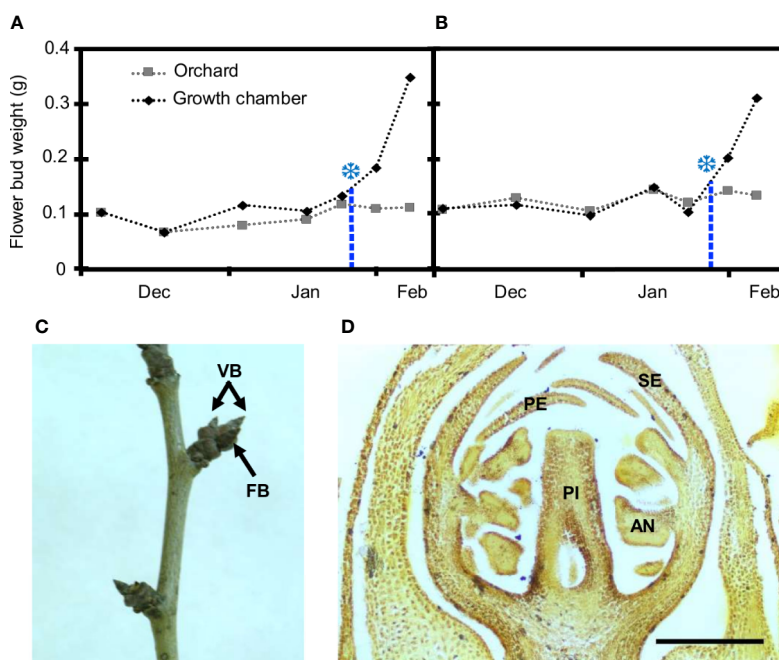 A
B
Flower bud weight (g)
0.4
0.3
0.2
0.1
0
Orchard
Growth chamber
Dec
Jan
Feb
Dec
Jan
Feb
C
D
VB
FB
SE
PE
PI
AN